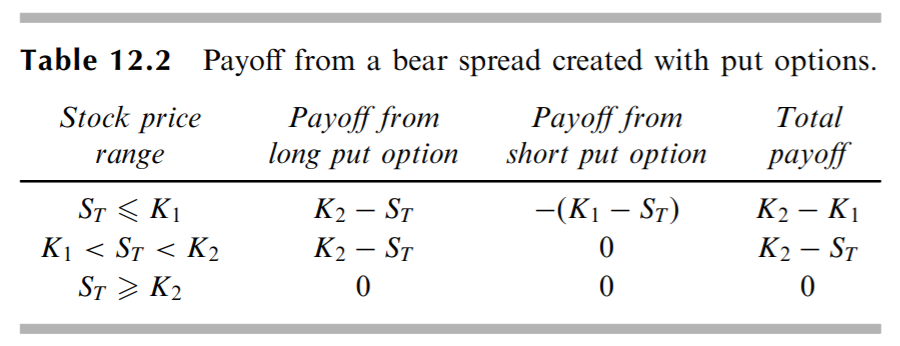 Table 12.2 Payoff from a bear spread created with put options.
Stock price range Payoff from long put option Payoff from short put option Total payoff
S_T ⩽ K_1 K_2 − S_T −(K_1 − S_T) K_2 − K_1
K_1 < S_T < K_2 K_2 − S_T 0 K_2 − S_T
S_T ⩾ K_2 0 0 0